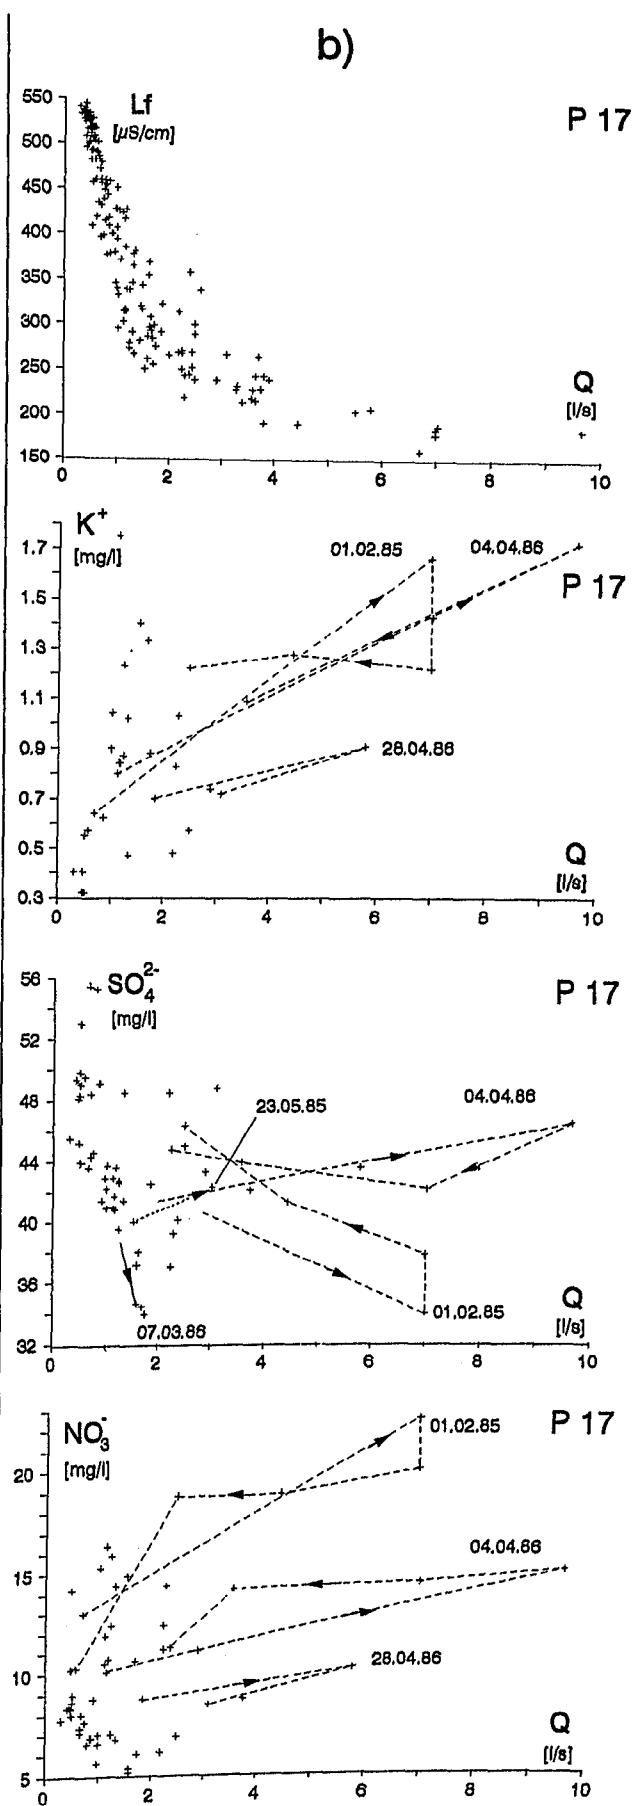 b)
Lf
[µS/cm]
P 17
550
500
450
400
350
300
250
200
150
Q
[l/s]
0 2 4 6 8 10
K+
[mg/l]
01.02.85 04.04.86
P 17
1.7
1.5
1.3
1.1
0.9
0.7
0.5
0.3
28.04.86
Q
[l/s]
0 2 4 6 8 10
SO₄²⁻
[mg/l]
P 17
56
52
48
44
40
36
32
23.05.85
04.04.86
01.02.85
07.03.86
Q
[l/s]
0 2 4 6 8 10
NO₃⁻
[mg/l]
P 17
01.02.85
20
15
10
5
04.04.86
28.04.86
Q
[l/s]
0 2 4 6 8 10